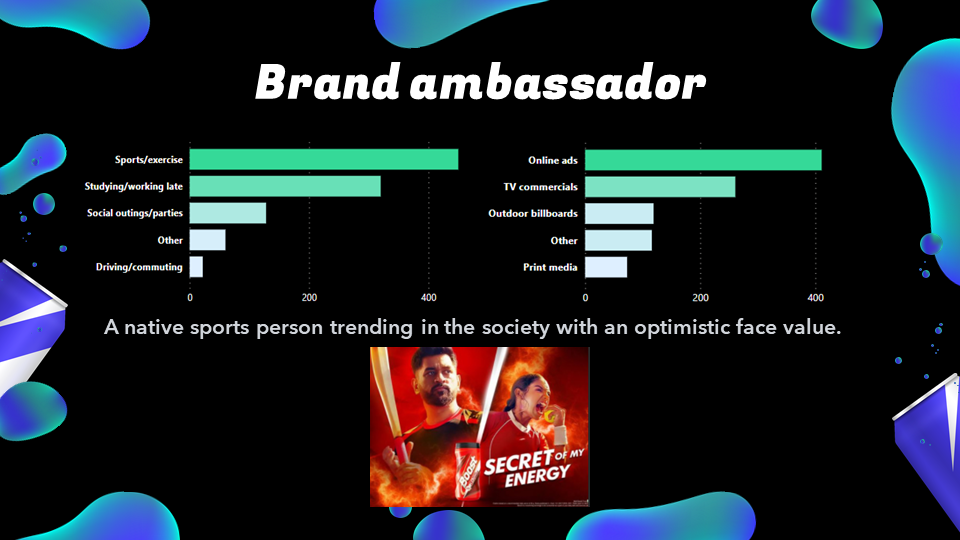 Brand ambassador
Sports/exercise
Studying/working late
Social outings/parties
Other
Driving/commuting
0 200 400
Online ads
TV commercials
Outdoor billboards
Other
Print media
0 200 400
A native sports person trending in the society with an optimistic face value.
Boost
SECRET OF MY
ENERGY